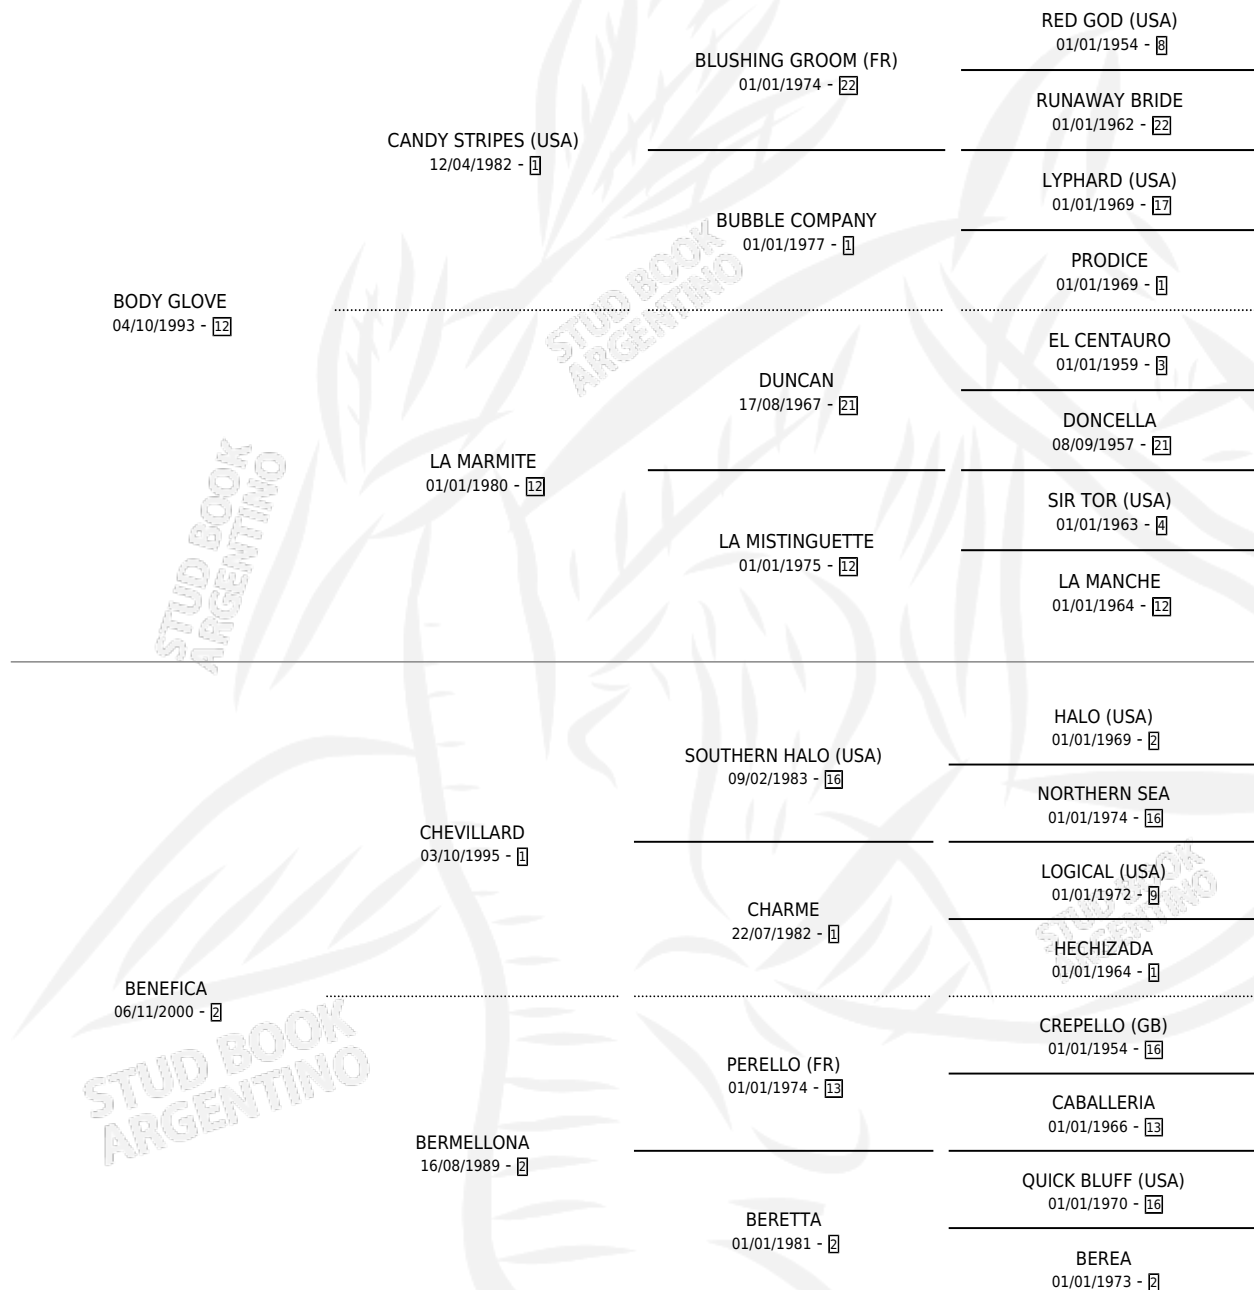 RED GOD (USA)
01/01/1954 - 8
BLUSHING GROOM (FR)
01/01/1974 - 22
RUNAWAY BRIDE
01/01/1962 - 22
CANDY STRIPES (USA)
12/04/1982 - 1
LYPHARD (USA)
01/01/1969 - 17
BUBBLE COMPANY
01/01/1977 - 1
PRODICE
01/01/1969 - 1
BODY GLOVE
04/10/1993 - 12
EL CENTAURO
01/01/1959 - 3
DUNCAN
17/08/1967 - 21
DONCELLA
08/09/1957 - 21
LA MARMITE
01/01/1980 - 12
SIR TOR (USA)
01/01/1963 - 4
LA MISTINGUETTE
01/01/1975 - 12
LA MANCHE
01/01/1964 - 12
HALO (USA)
01/01/1969 - 2
SOUTHERN HALO (USA)
09/02/1983 - 16
NORTHERN SEA
01/01/1974 - 16
CHEVILLARD
03/10/1995 - 1
LOGICAL (USA)
01/01/1972 - 9
CHARME
22/07/1982 - 1
HECHIZADA
01/01/1964 - 1
BENEFICA
06/11/2000 - 2
CREPELLO (GB)
01/01/1954 - 16
PERELLO (FR)
01/01/1974 - 13
CABALLERIA
01/01/1966 - 13
BERMELLONA
16/08/1989 - 2
QUICK BLUFF (USA)
01/01/1970 - 16
BERETTA
01/01/1981 - 2
BEREA
01/01/1973 - 2
STUD BOOK
ARGENTINO
STUD BOOK
ARGENTINO
STUD BOOK
ARGENTINO
STUD BOOK
ARGENTINO